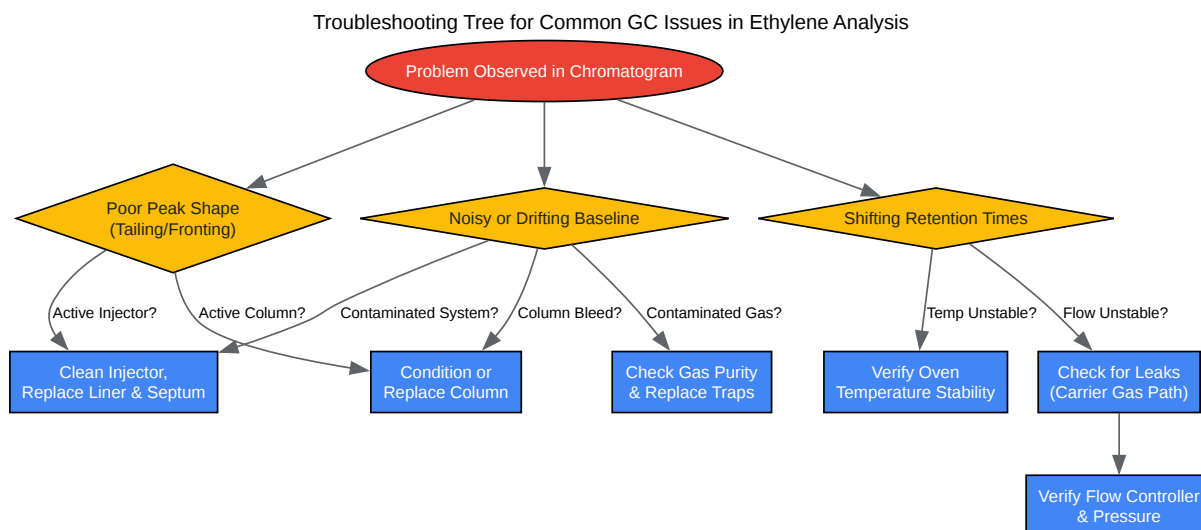 Troubleshooting Tree for Common GC Issues in Ethylene Analysis
Problem Observed in Chromatogram
Poor Peak Shape
(Tailing/Fronting)
Noisy or Drifting Baseline
Shifting Retention Times
Active Injector?
Active Column?
Contaminated System?
Column Bleed?
Contaminated Gas?
Temp Unstable?
Flow Unstable?
Clean Injector,
Replace Liner & Septum
Condition or
Replace Column
Check Gas Purity
& Replace Traps
Verify Oven
Temperature Stability
Check for Leaks
(Carrier Gas Path)
Verify Flow Controller
& Pressure